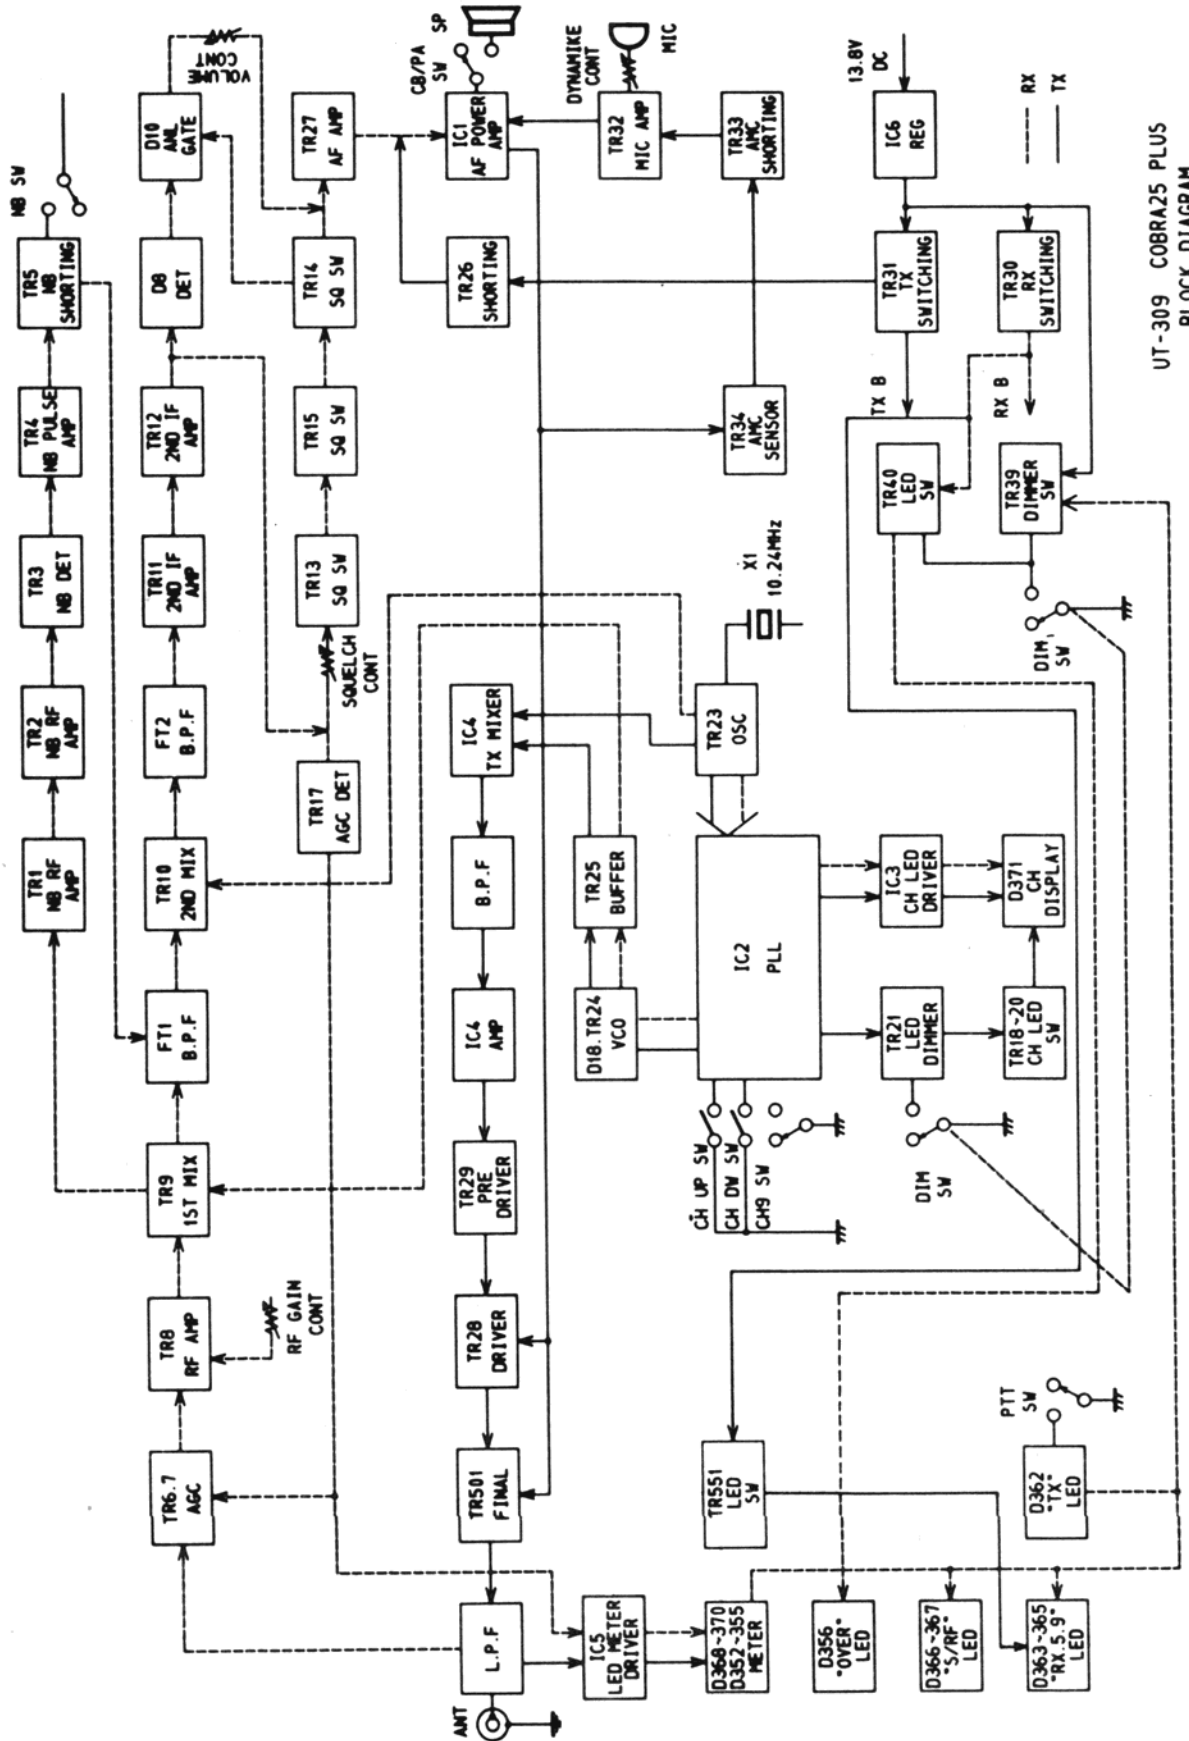 NB SW
TR1
NB RF
AMP
TR2
NB RF
AMP
TR3
NB DET
TR4
NB PULSE
AMP
TR5
NB
SHORTING
TR6.7
AGC
TR8
RF AMP
RF GAIN
CONT
TR9
1ST MIX
FT1
B.P.F
TR10
2ND MIX
FT2
B.P.F
TR11
2ND IF
AMP
TR12
2ND IF
AMP
D8
DET
D10
ANL
GATE
VOLUME
CONT
TR17
AGC DET
SQUELCH
CONT
TR13
SQ SW
TR15
SQ SW
TR14
SQ SW
TR27
AF AMP
CB/PA
SW
SP
ANT
L.P.F
TR501
FINAL
TR28
DRIVER
TR29
PRE
DRIVER
IC4
AMP
B.P.F
IC4
TX MIXER
TR26
SHORTING
IC1
AF POWER
AMP
DYNAMIKE
CONT
MIC
D18.TR24
VCO
TR25
BUFFER
TR32
MIC AMP
IC5
LED METER
DRIVER
TR23
OSC
X1
10.24MHz
TR34
AMC
SENSOR
TR33
AMC
SHORTING
D368~370
D352~355
METER
TR551
LED
SW
CH UP SW
CH DW SW
CH9 SW
IC2
PLL
13.8V
DC
IC6
REG
TR31
TX
SWITCHING
TX B
D356
"OVER"
LED
DIM
SW
TR21
LED
DIMMER
IC3
CH LED
DRIVER
TR40
LED
SW
RX B
TR30
RX
SWITCHING
D366~367
"S/RF"
LED
TR18~20
CH LED
SW
D371
CH
DISPLAY
DIM
SW
TR39
DIMMER
SW
D363~365
"RX.5.9"
LED
D362
"TX"
LED
PTT
SW
RX
TX
UT-309 COBRA25 PLUS
BLOCK DIAGRAM